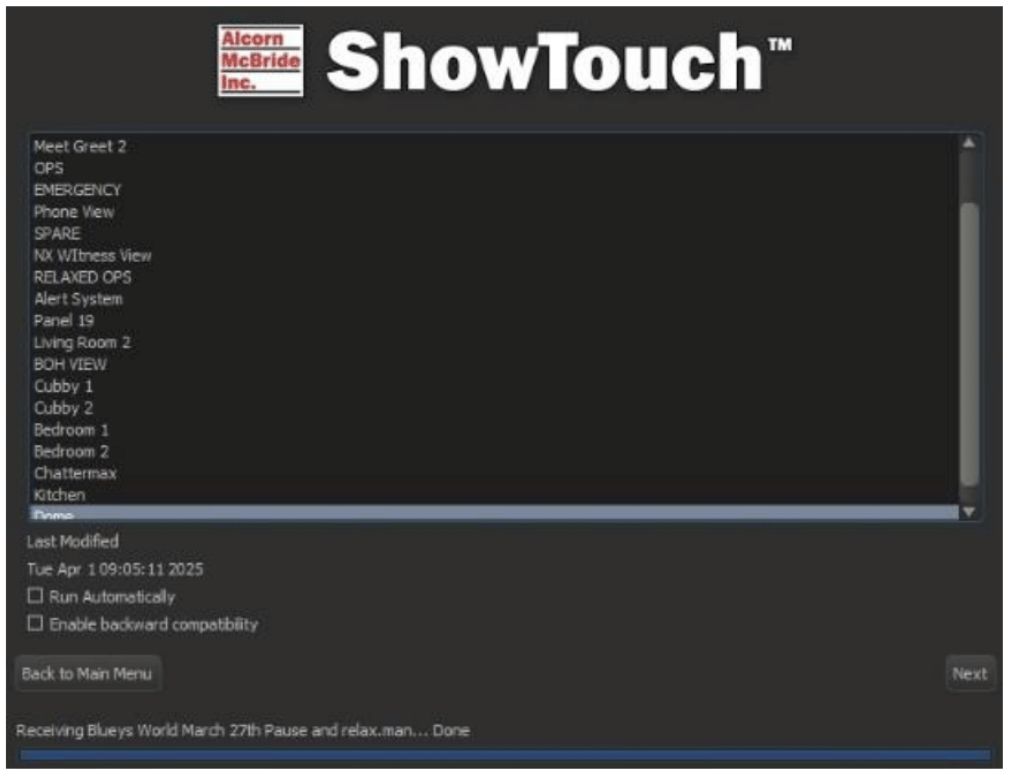 Alcorn
McBride
Inc.
ShowTouch™
Meet Greet 2
OPS
EMERGENCY
Phone View
SPARE
NX WItness View
RELAXED OPS
Alert System
Panel 19
Living Room 2
BOH VIEW
Cubby 1
Cubby 2
Bedroom 1
Bedroom 2
Chattermax
Kitchen
Dome
Last Modified
Tue Apr 1 09:05:11 2025
Run Automatically
Enable backward compatibility
Back to Main Menu
Next
Receiving Blueys World March 27th Pause and relax.man... Done